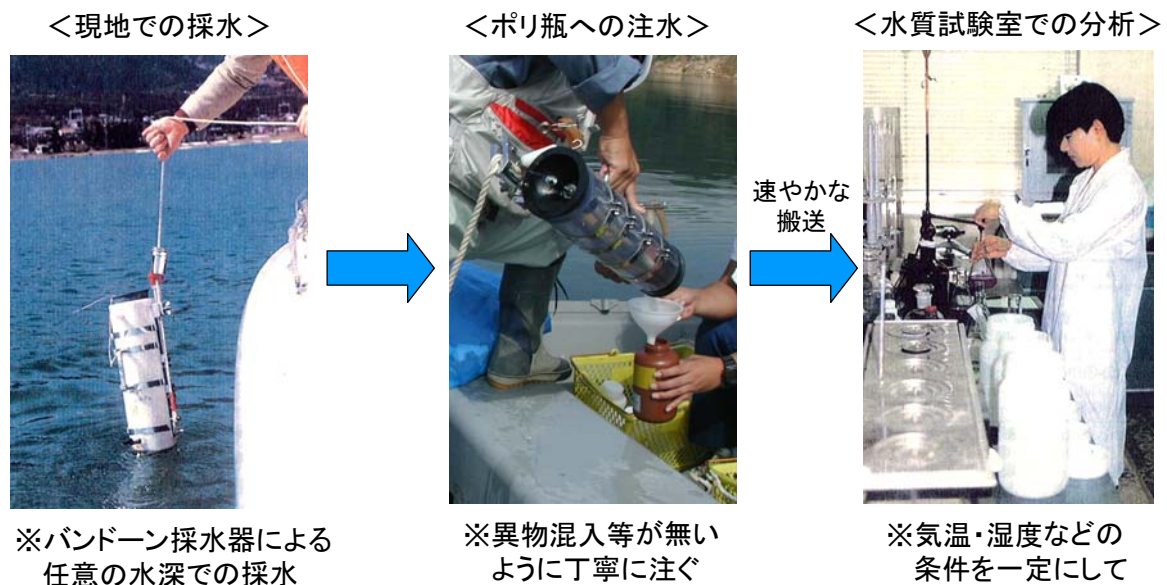 ＜現地での採水＞
＜ポリ瓶への注水＞
＜水質試験室での分析＞
速やかな
搬送
※バンドーン採水器による
任意の水深での採水
※異物混入等が無い
ように丁寧に注ぐ
※気温・湿度などの
条件を一定にして